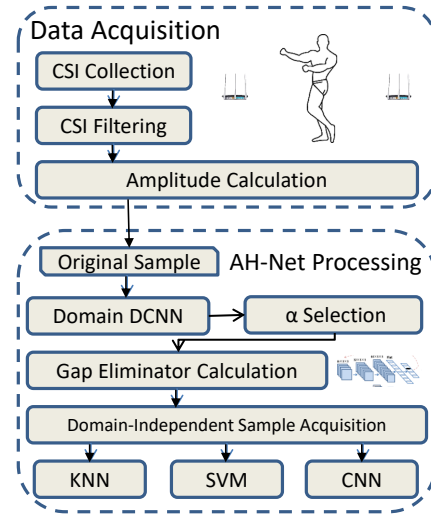 Data Acquisition
CSI Collection
CSI Filtering
Amplitude Calculation
Original Sample
AH-Net Processing
Domain DCNN
α Selection
Gap Eliminator Calculation
Domain-Independent Sample Acquisition
KNN
SVM
CNN